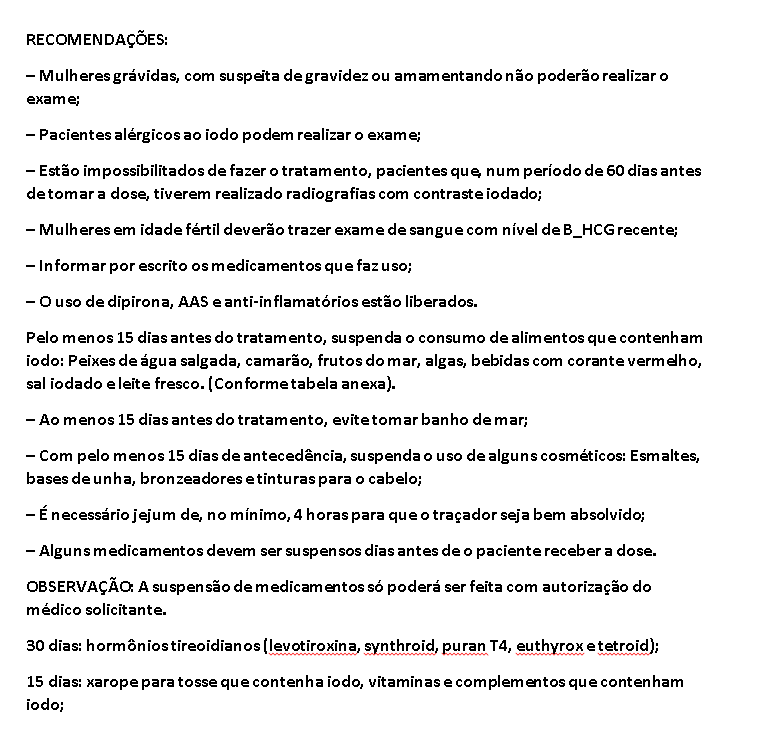 RECOMENDAÇÕES:
– Mulheres grávidas, com suspeita de gravidez ou amamentando não poderão realizar o
exame;
– Pacientes alérgicos ao iodo podem realizar o exame;
– Estão impossibilitados de fazer o tratamento, pacientes que, num período de 60 dias antes
de tomar a dose, tiverem realizado radiografias com contraste iodado;
– Mulheres em idade fértil deverão trazer exame de sangue com nível de B_HCG recente;
– Informar por escrito os medicamentos que faz uso;
– O uso de dipirona, AAS e anti-inflamatórios estão liberados.
Pelo menos 15 dias antes do tratamento, suspenda o consumo de alimentos que contenham
iodo: Peixes de água salgada, camarão, frutos do mar, algas, bebidas com corante vermelho,
sal iodado e leite fresco. (Conforme tabela anexa).
– Ao menos 15 dias antes do tratamento, evite tomar banho de mar;
– Com pelo menos 15 dias de antecedência, suspenda o uso de alguns cosméticos: Esmaltes,
bases de unha, bronzeadores e tinturas para o cabelo;
– É necessário jejum de, no mínimo, 4 horas para que o traçador seja bem absolvido;
– Alguns medicamentos devem ser suspensos dias antes de o paciente receber a dose.
OBSERVAÇÃO: A suspensão de medicamentos só poderá ser feita com autorização do
médico solicitante.
30 dias: hormônios tireoidianos (levotiroxina, synthroid, puran T4, euthyrox e tetroid);
15 dias: xarope para tosse que contenha iodo, vitaminas e complementos que contenham
iodo;